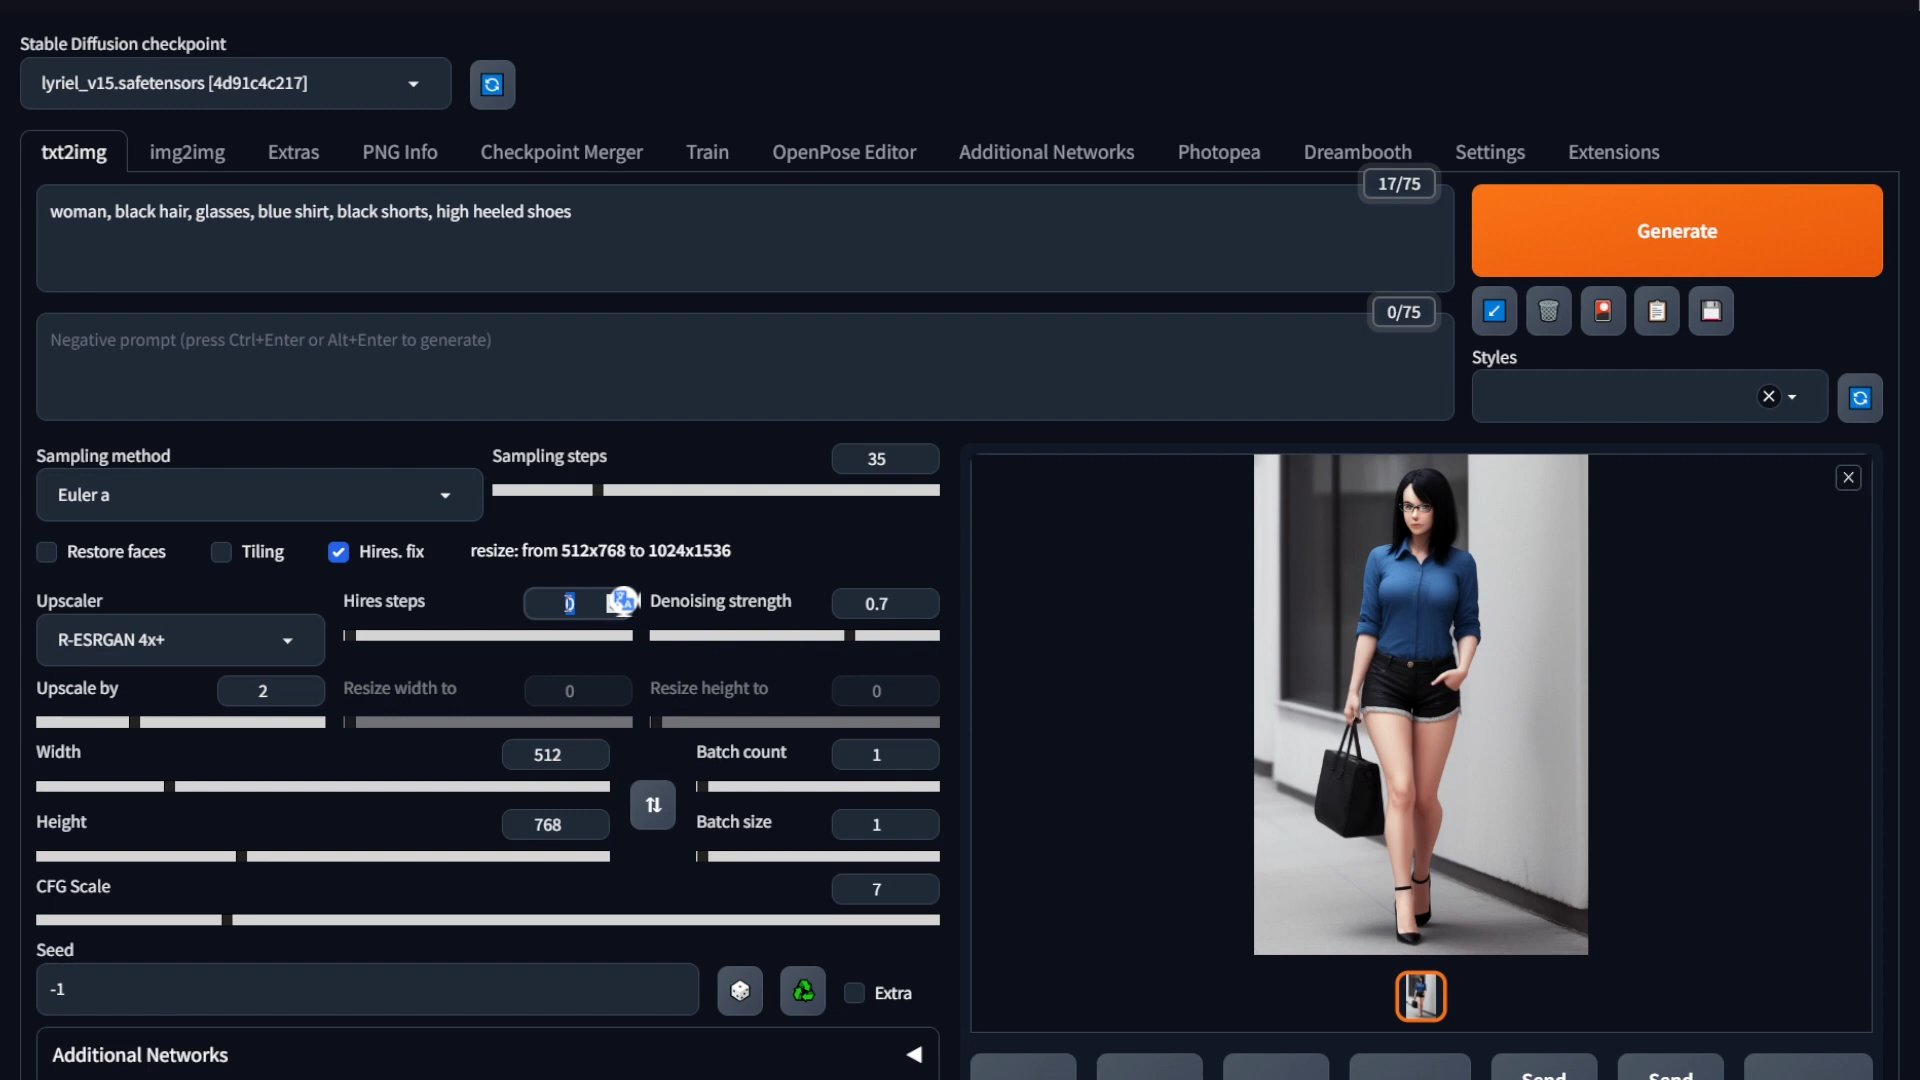 Stable Diffusion checkpoint
lyriel_v15.safetensors [4d91c4c217]
txt2img img2img Extras PNG Info Checkpoint Merger Train OpenPose Editor Additional Networks Photopea Dreambooth Settings Extensions
17/75
woman, black hair, glasses, blue shirt, black shorts, high heeled shoes
Generate
0/75
Negative prompt (press Ctrl+Enter or Alt+Enter to generate)
Styles
Sampling method
Euler a
Sampling steps
35
Restore faces
Tiling
Hires. fix
resize: from 512x768 to 1024x1536
Upscaler
R-ESRGAN 4x+
Hires steps
0
Denoising strength
0.7
Upscale by
2
Resize width to
0
Resize height to
0
Width
512
Batch count
1
Height
768
Batch size
1
CFG Scale
7
Seed
-1
Extra
Additional Networks
Send
Send